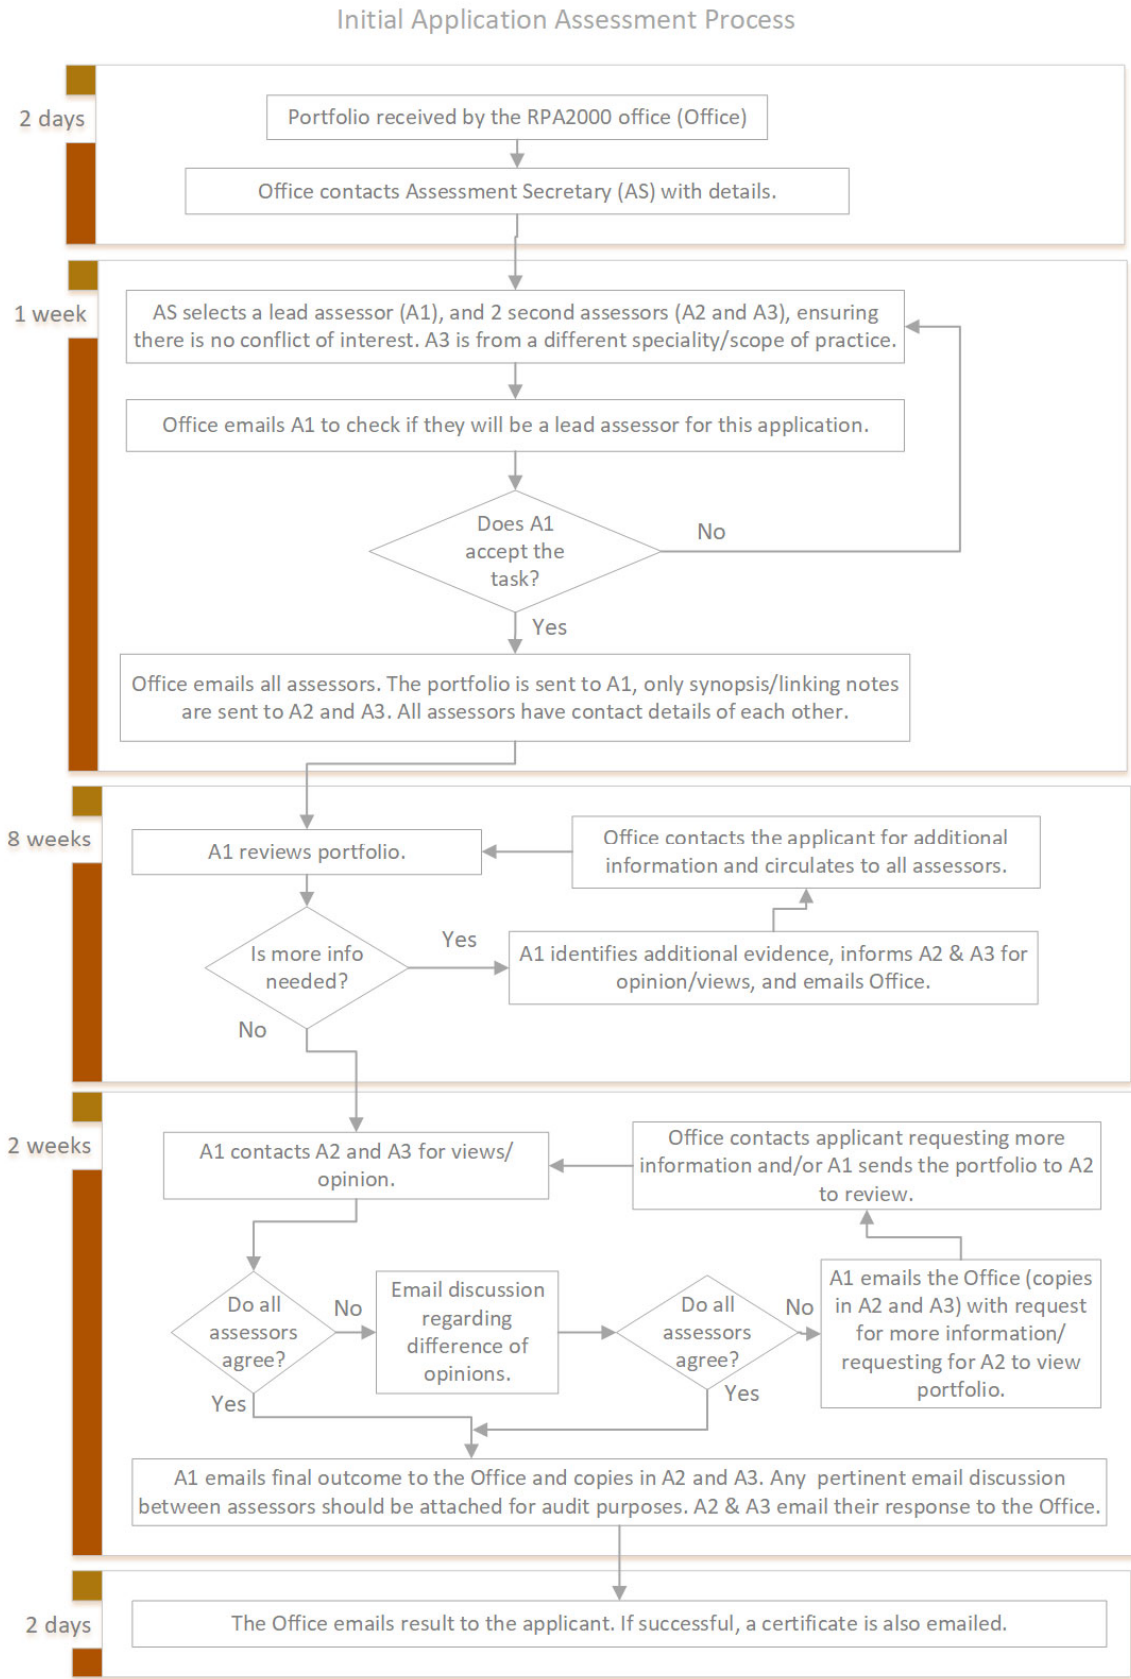 Initial Application Assessment Process
2 days
Portfolio received by the RPA2000 office (Office)
Office contacts Assessment Secretary (AS) with details.
1 week
AS selects a lead assessor (A1), and 2 second assessors (A2 and A3), ensuring
there is no conflict of interest. A3 is from a different speciality/scope of practice.
Office emails A1 to check if they will be a lead assessor for this application.
Does A1
accept the
task?
No
Yes
Office emails all assessors. The portfolio is sent to A1, only synopsis/linking notes
are sent to A2 and A3. All assessors have contact details of each other.
8 weeks
A1 reviews portfolio.
Office contacts the applicant for additional
information and circulates to all assessors.
Is more info
needed?
Yes
A1 identifies additional evidence, informs A2 & A3 for
opinion/views, and emails Office.
No
2 weeks
A1 contacts A2 and A3 for views/
opinion.
Office contacts applicant requesting more
information and/or A1 sends the portfolio to A2
to review.
Do all
assessors
agree?
No
Email discussion
regarding
difference of
opinions.
Do all
assessors
agree?
No
A1 emails the Office (copies
in A2 and A3) with request
for more information/
requesting for A2 to view
portfolio.
Yes
Yes
A1 emails final outcome to the Office and copies in A2 and A3. Any  pertinent email discussion
between assessors should be attached for audit purposes. A2 & A3 email their response to the Office.
2 days
The Office emails result to the applicant. If successful, a certificate is also emailed.